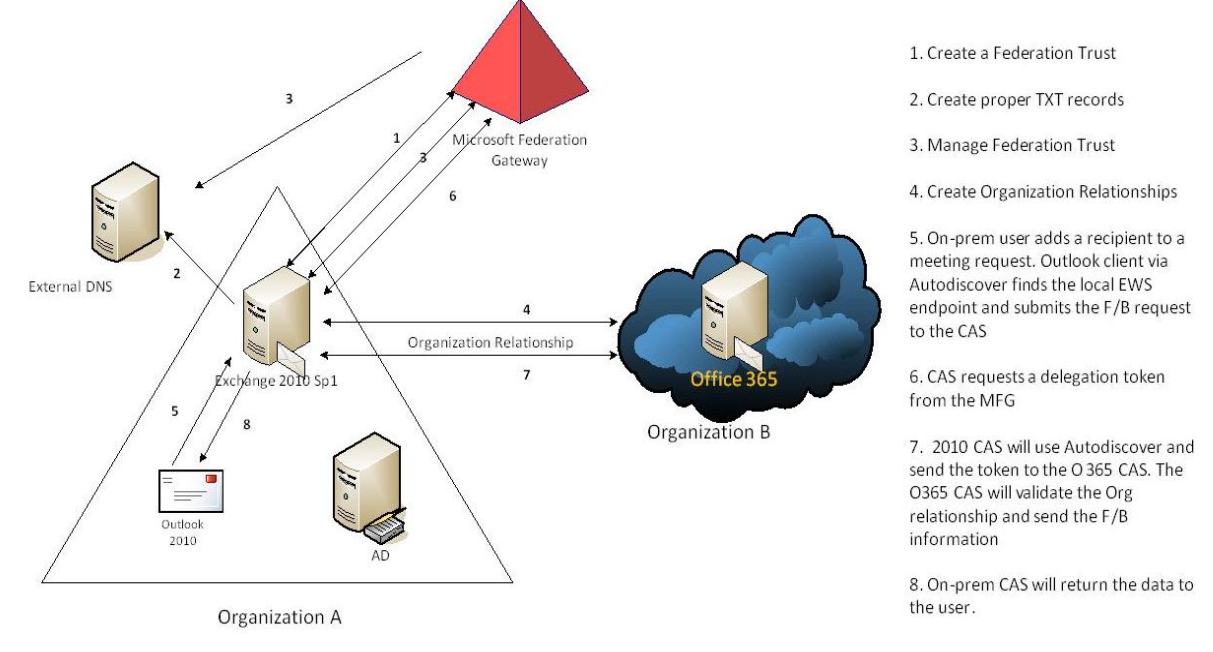 3
1
Microsoft Federation
Gateway
3
6
External DNS
2
4
Organization Relationship
7
Exchange 2010 Sp1
Office 365
Organization B
5
8
Outlook
2010
AD
Organization A
1. Create a Federation Trust
2. Create proper TXT records
3. Manage Federation Trust
4. Create Organization Relationships
5. On-prem user adds a recipient to a
meeting request. Outlook client via
Autodiscover finds the local EWS
endpoint and submits the F/B request
to the CAS
6. CAS requests a delegation token
from the MFG
7. 2010 CAS will use Autodiscover and
send the token to the O 365 CAS. The
O365 CAS will validate the Org
relationship and send the F/B
information
8. On-prem CAS will return the data to
the user.